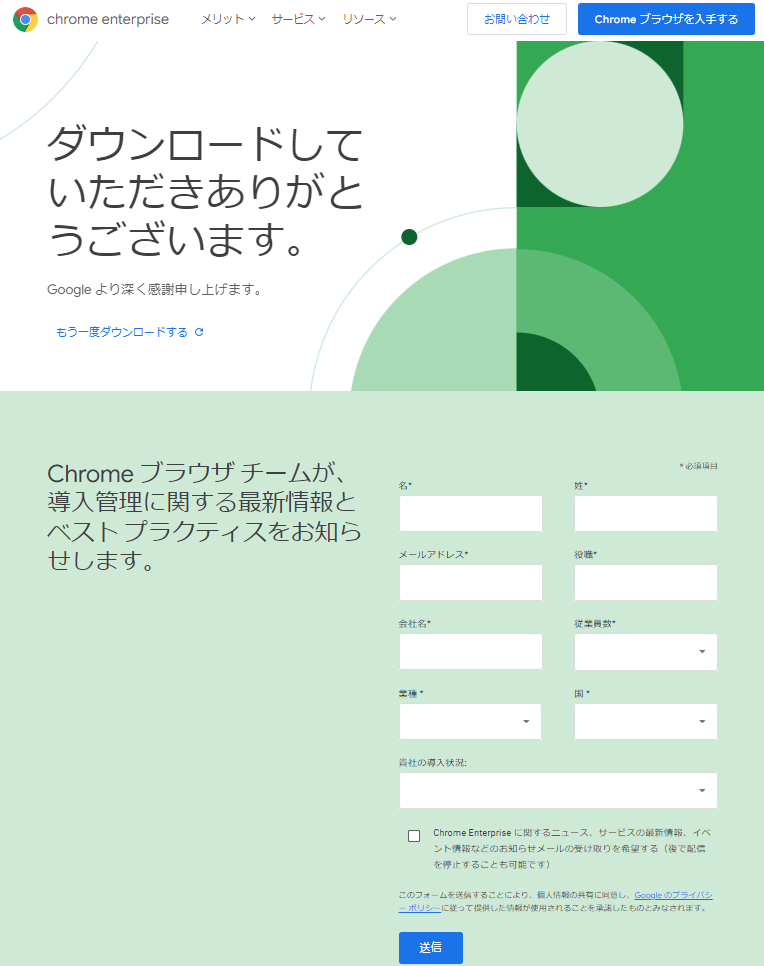 chrome enterprise メリット サービス リソース お問い合わせ Chrome ブラウザを入手する
ダウンロードして
いただきありがと
うございます。
Google より深く感謝申し上げます。
もう一度ダウンロードする
Chrome ブラウザ チームが、
導入管理に関する最新情報と
ベスト プラクティスをお知ら
せします。
* 必須項目
名* 姓*
メールアドレス* 役職*
会社名* 従業員数*
業種 * 国 *
貴社の導入状況:
Chrome Enterprise に関するニュース、サービスの最新情報、イベ
ント情報などのお知らせメールの受け取りを希望する（後で配信
を停止することも可能です）
このフォームを送信することにより、個人情報の共有に同意し、Google のプライバシ
ー ポリシーに従って提供した情報が使用されることを承諾したものとみなされます。
送信